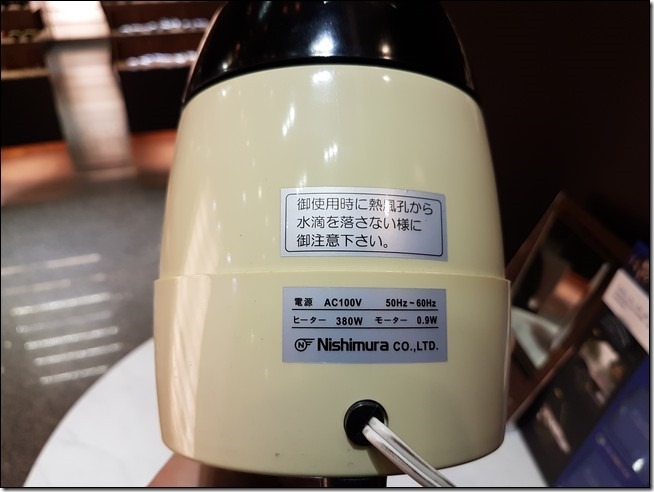 御使用時に熱風孔から
水滴を落さない様に
御注意下さい。
電源 AC100V 50Hz~60Hz
ヒーター 380W モーター 0.9W
NF Nishimura CO.,LTD.